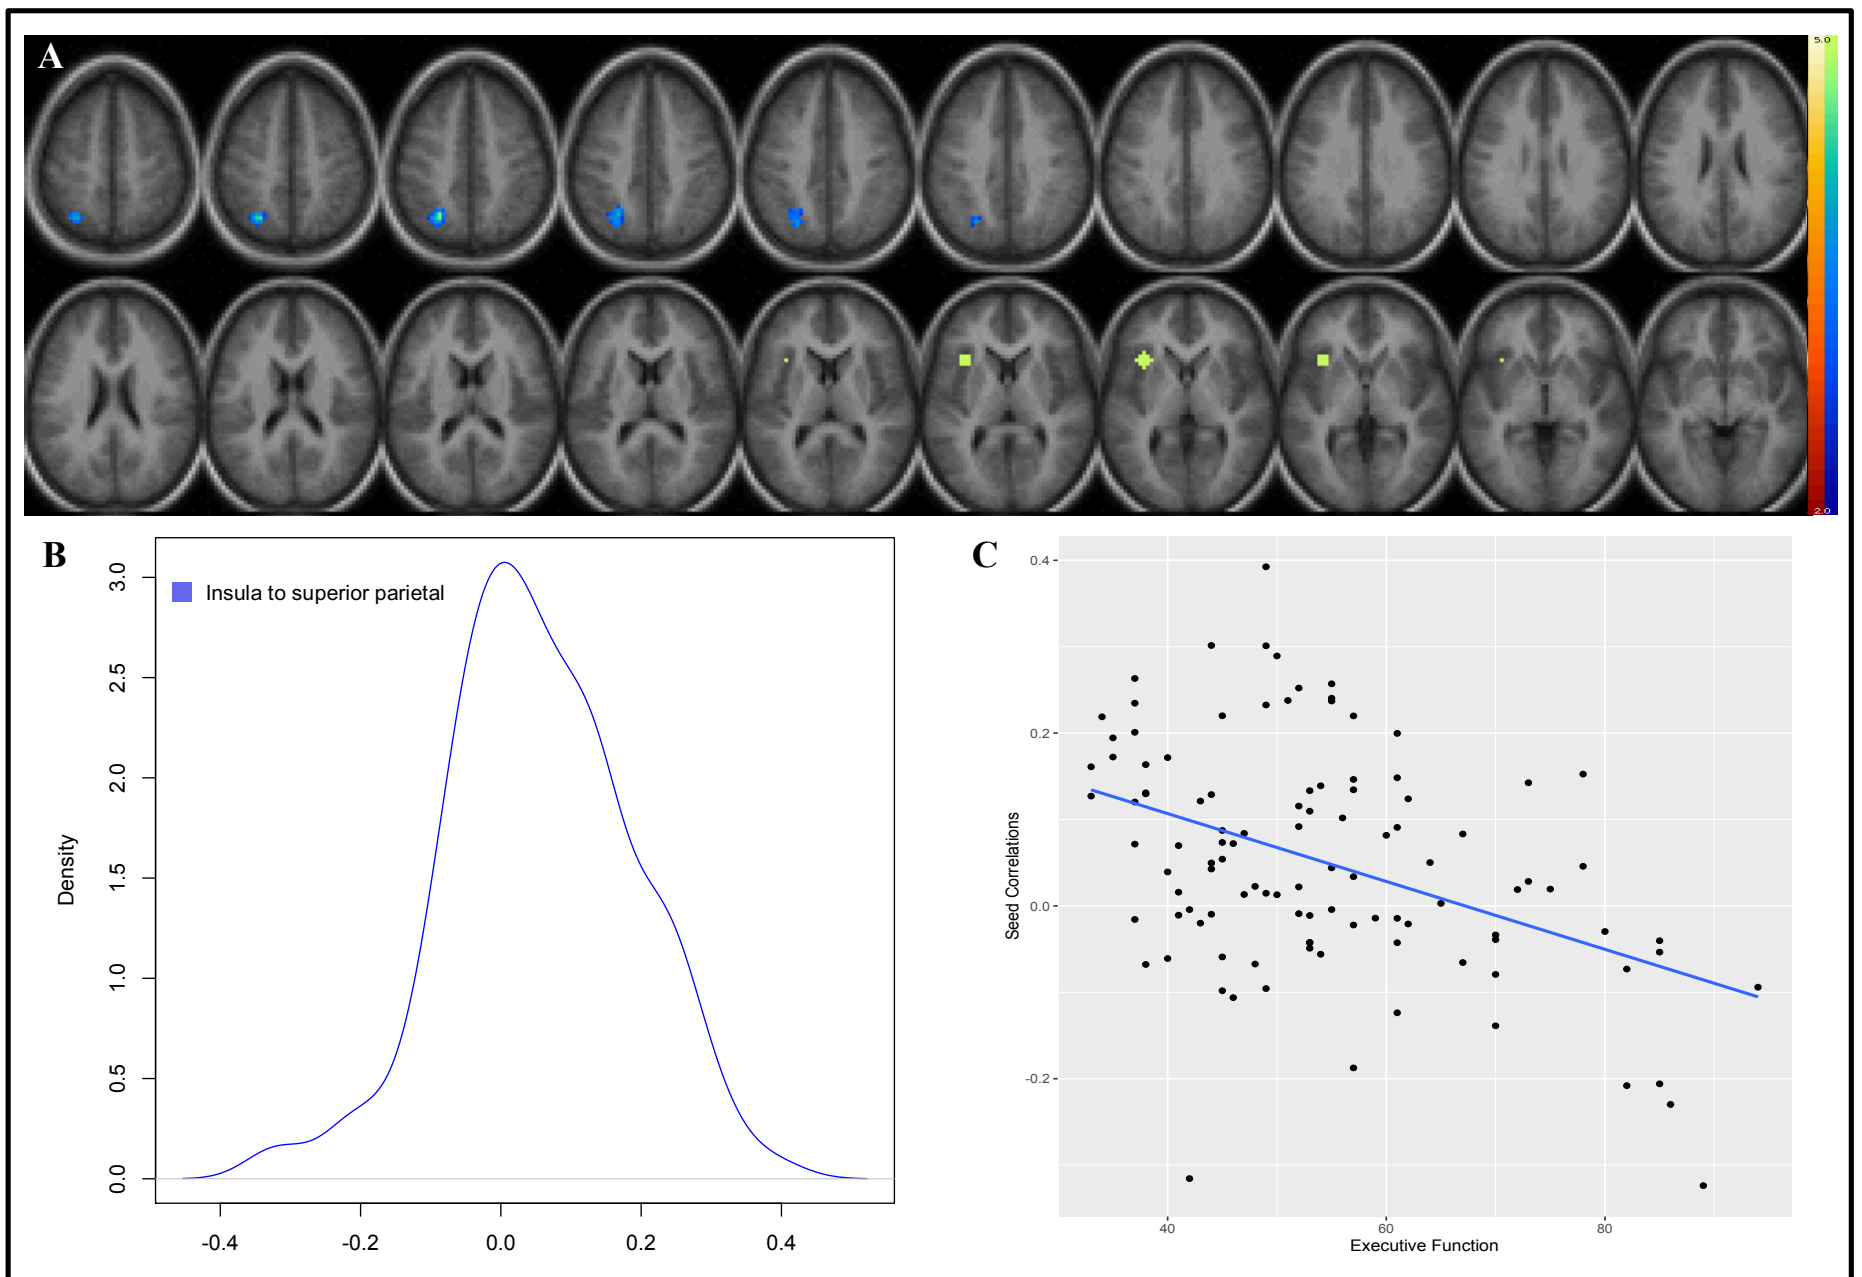 A
5.0
2.0
B
Insula to superior parietal
Density
3.0
2.5
2.0
1.5
1.0
0.5
0.0
-0.4 -0.2 0.0 0.2 0.4
C
Seed Correlations
0.4
0.2
0.0
-0.2
40 60 80
Executive Function